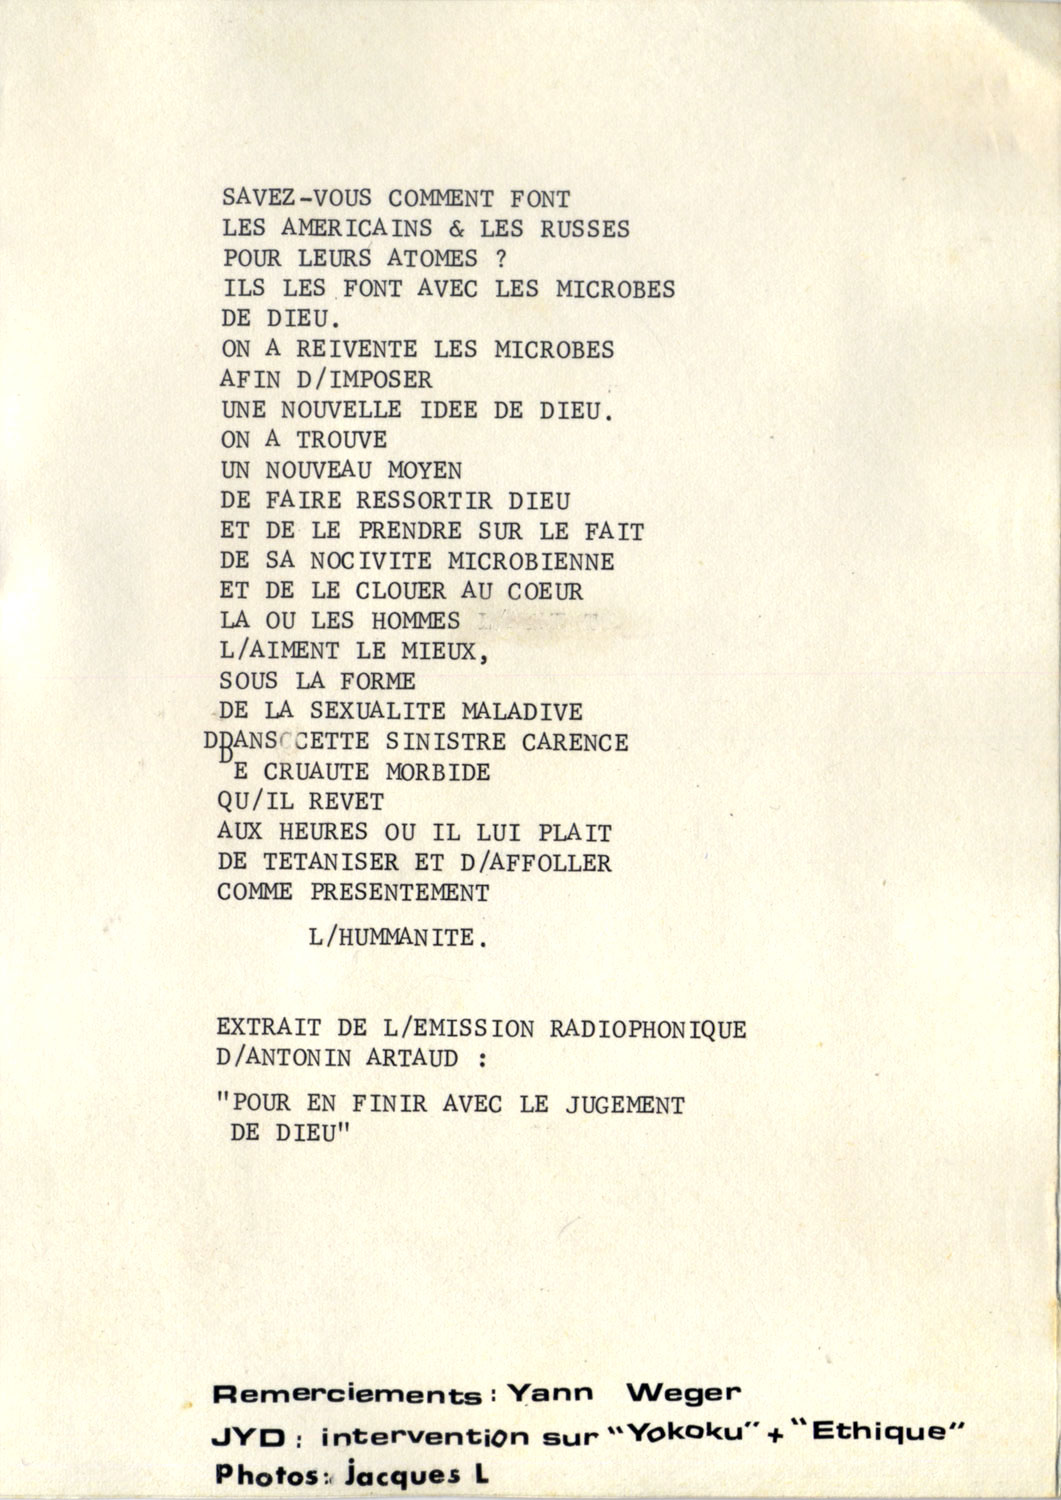 SAVEZ-VOUS COMMENT FONT
LES AMERICAINS & LES RUSSES
POUR LEURS ATOMES ?
ILS LES FONT AVEC LES MICROBES
DE DIEU.
ON A REIVENTE LES MICROBES
AFIN D/IMPOSER
UNE NOUVELLE IDEE DE DIEU.
ON A TROUVE
UN NOUVEAU MOYEN
DE FAIRE RESSORTIR DIEU
ET DE LE PRENDRE SUR LE FAIT
DE SA NOCIVITE MICROBIENNE
ET DE LE CLOUER AU COEUR
LA OU LES HOMMES
L/AIMENT LE MIEUX,
SOUS LA FORME
DE LA SEXUALITE MALADIVE
DDANS CETTE SINISTRE CARENCE
DE CRUAUTE MORBIDE
QU/IL REVET
AUX HEURES OU IL LUI PLAIT
DE TETANISER ET D/AFFOLLER
COMME PRESENTEMENT
L/HUMMANITE.
EXTRAIT DE L/EMISSION RADIOPHONIQUE
D/ANTONIN ARTAUD :
"POUR EN FINIR AVEC LE JUGEMENT
DE DIEU"
Remerciements : Yann Weger
JYD : intervention sur "Yokoku" + "Ethique"
Photos : jacques L